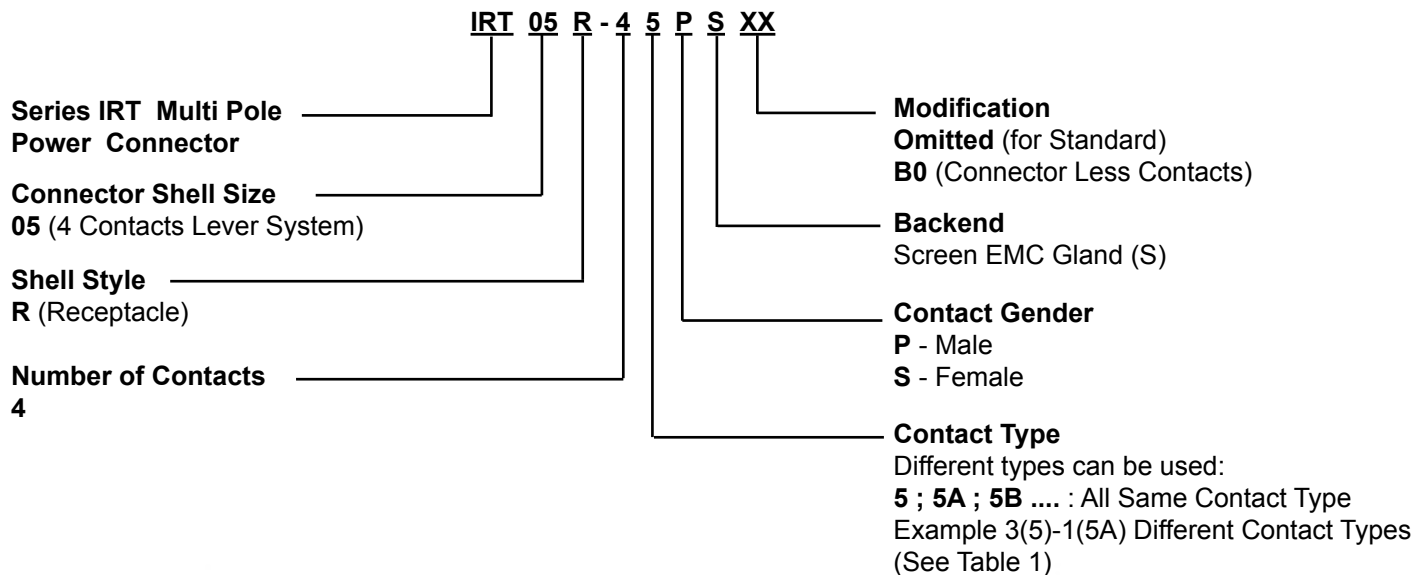 IRT 05 R - 4 5 P S XX
Series IRT Multi Pole
Power Connector
Connector Shell Size
05 (4 Contacts Lever System)
Shell Style
R (Receptacle)
Number of Contacts
4
Modification
Omitted (for Standard)
B0 (Connector Less Contacts)
Backend
Screen EMC Gland (S)
Contact Gender
P - Male
S - Female
Contact Type
Different types can be used:
5 ; 5A ; 5B .... : All Same Contact Type
Example 3(5)-1(5A) Different Contact Types
(See Table 1)